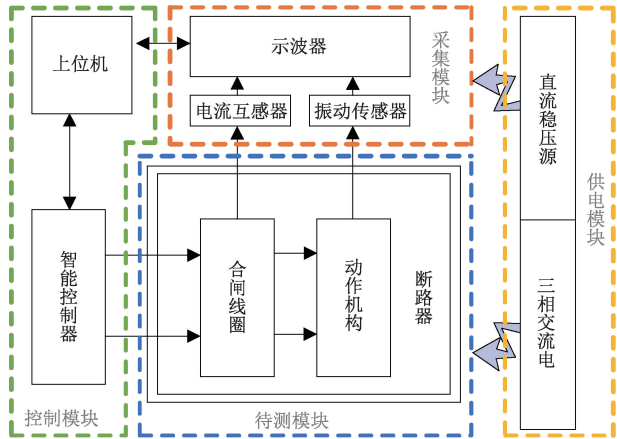 上位机
示波器
采集模块
电流互感器
振动传感器
直流稳压源
供电模块
智能控制器
合闸线圈
动作机构
断路器
三相交流电
控制模块
待测模块